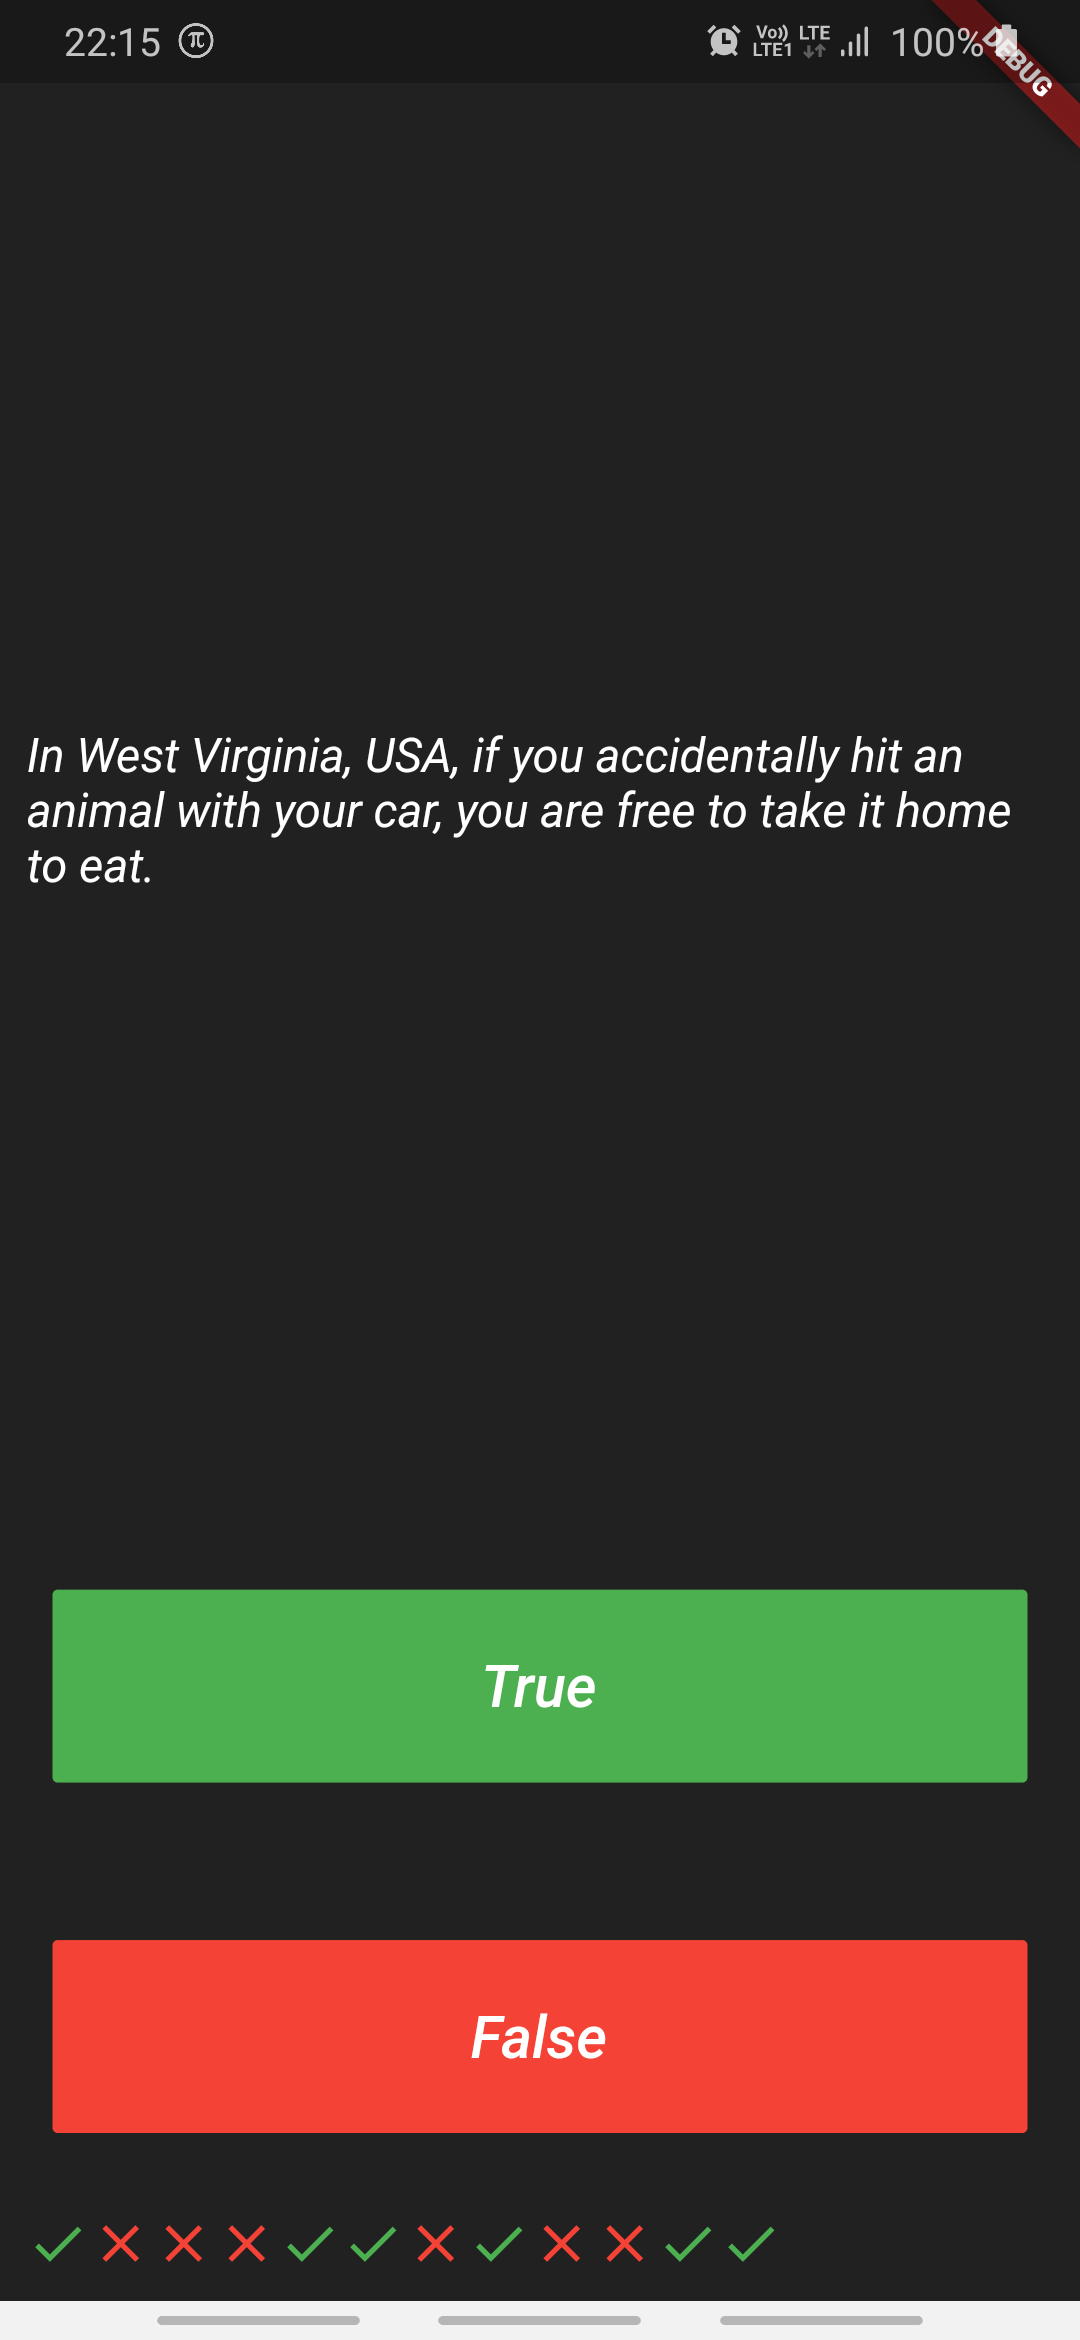 22:15 π Vo)) LTE1 LTE 100%
DEBUG
In West Virginia, USA, if you accidentally hit an
animal with your car, you are free to take it home
to eat.
True
False